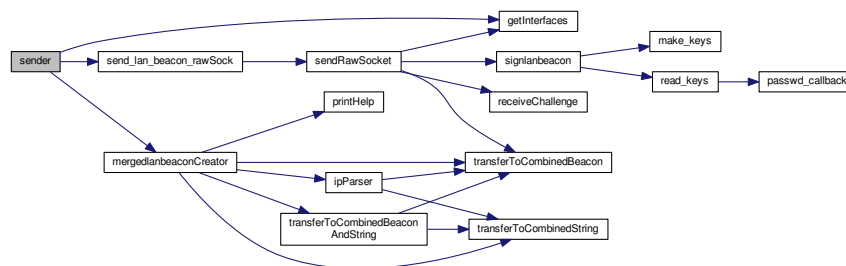 getInterfaces
make_keys
sender
send_lan_beacon_rawSock
sendRawSocket
signlanbeacon
read_keys
passwd_callback
printHelp
receiveChallenge
mergedlanbeaconCreator
transferToCombinedBeacon
ipParser
transferToCombinedBeacon
AndString
transferToCombinedString